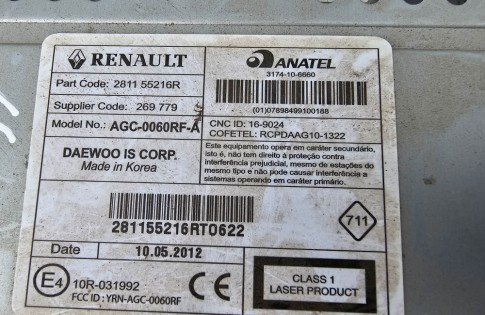 RENAULT
ANATEL
3174-10-6660
Part Code: 2811 55216R
(01)07898499100188
Supplier Code: 269 779
Model No.: AGC-0060RF-A
CNC ID: 16-9024
COFETEL: RCPDAAG10-1322
DAEWOO IS CORP.
Made in Korea
Este equipamento opera em caráter secundário,
isto é, não tem direito à proteção contra
interferência prejudicial, mesmo de estações do
mesmo tipo e não pode causar interferência a
sistemas operando em caráter primário.
281155216RT0622
711
Date 10.05.2012
E4
10R-031992
FCC ID : YRN-AGC-0060RF
CE
CLASS 1
LASER PRODUCT